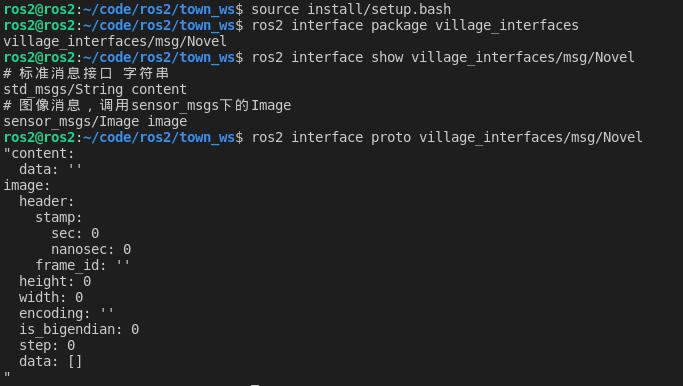 ros2@ros2:~/code/ros2/town_ws$ source install/setup.bash
ros2@ros2:~/code/ros2/town_ws$ ros2 interface package village_interfaces
village_interfaces/msg/Novel
ros2@ros2:~/code/ros2/town_ws$ ros2 interface show village_interfaces/msg/Novel
# 标准消息接口 字符串
std_msgs/String content
# 图像消息，调用sensor_msgs下的Image
sensor_msgs/Image image
ros2@ros2:~/code/ros2/town_ws$ ros2 interface proto village_interfaces/msg/Novel
"content:
  data: ''
image:
  header:
    stamp:
      sec: 0
      nanosec: 0
    frame_id: ''
  height: 0
  width: 0
  encoding: ''
  is_bigendian: 0
  step: 0
  data: []
"